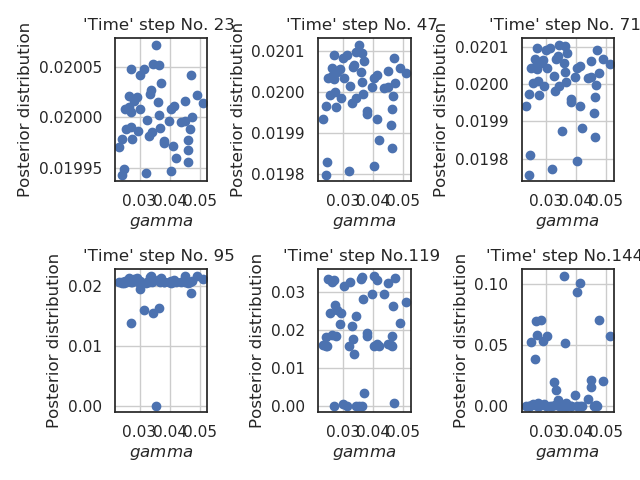 'Time' step No. 23
'Time' step No. 47
'Time' step No. 71
Posterior distribution
0.02005
0.02000
0.01995
0.03 0.04 0.05
gamma
Posterior distribution
0.0201
0.0200
0.0199
0.0198
0.03 0.04 0.05
gamma
Posterior distribution
0.0201
0.0200
0.0199
0.0198
0.03 0.04 0.05
gamma
'Time' step No. 95
'Time' step No.119
'Time' step No.144
Posterior distribution
0.02
0.01
0.00
0.03 0.04 0.05
gamma
Posterior distribution
0.03
0.02
0.01
0.00
0.03 0.04 0.05
gamma
Posterior distribution
0.10
0.05
0.00
0.03 0.04 0.05
gamma